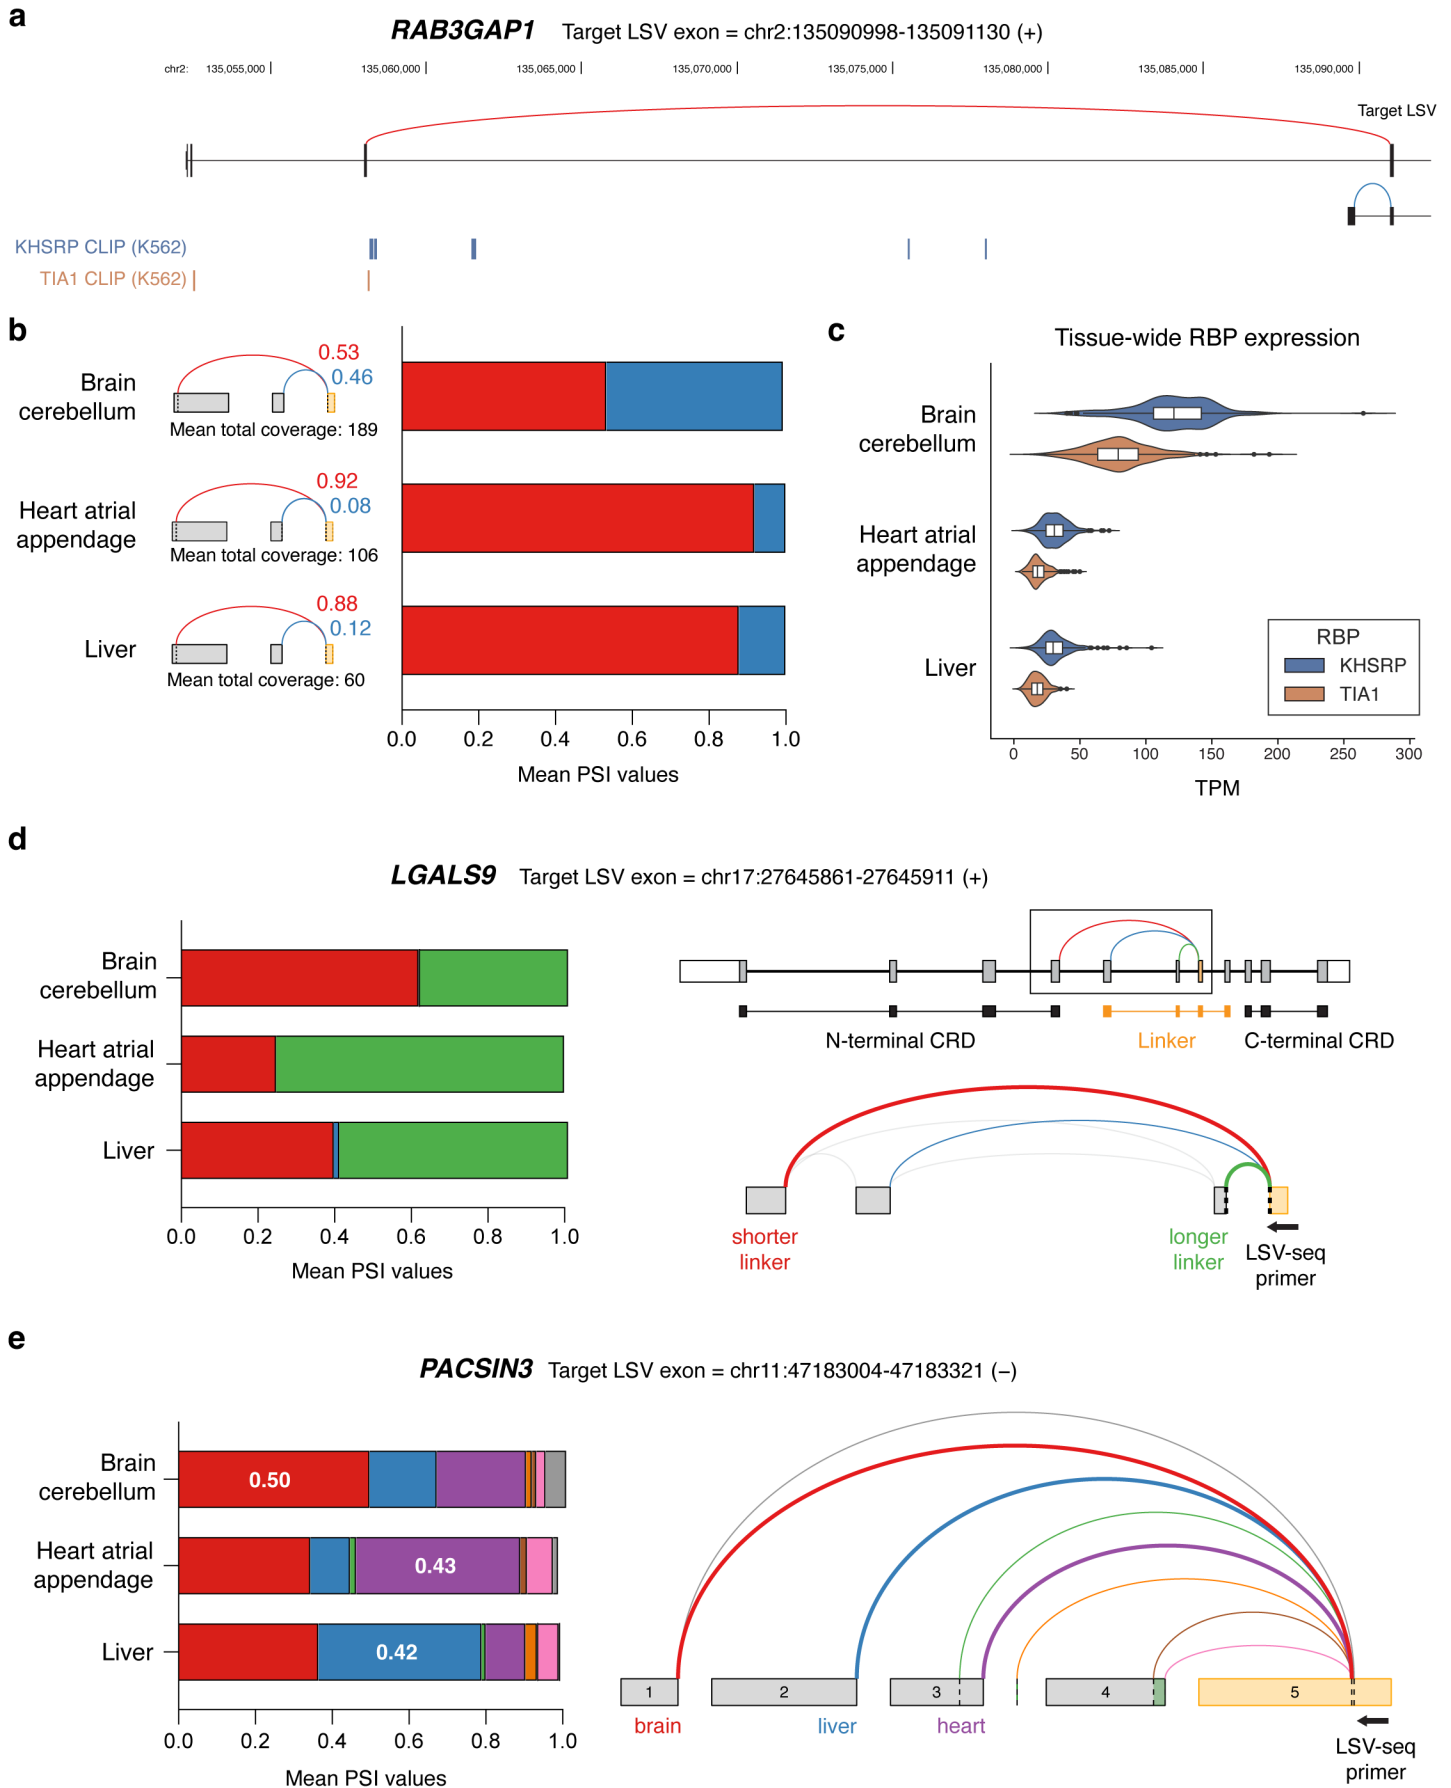 a
RAB3GAP1 Target LSV exon = chr2:135090998-135091130 (+)
chr2: 135,055,000 135,060,000 135,065,000 135,070,000 135,075,000 135,080,000 135,085,000 135,090,000
Target LSV
KHSRP CLIP (K562)
TIA1 CLIP (K562)
b
Brain
cerebellum
0.53
0.46
Mean total coverage: 189
Heart atrial
appendage
0.92
0.08
Mean total coverage: 106
Liver
0.88
0.12
Mean total coverage: 60
0.0 0.2 0.4 0.6 0.8 1.0
Mean PSI values
c
Tissue-wide RBP expression
Brain
cerebellum
Heart atrial
appendage
Liver
RBP
KHSRP
TIA1
0 50 100 150 200 250 300
TPM
d
LGALS9 Target LSV exon = chr17:27645861-27645911 (+)
Brain
cerebellum
Heart atrial
appendage
Liver
0.0 0.2 0.4 0.6 0.8 1.0
Mean PSI values
N-terminal CRD Linker C-terminal CRD
shorter
linker
longer
linker
LSV-seq
primer
e
PACSIN3 Target LSV exon = chr11:47183004-47183321 (−)
Brain
cerebellum
0.50
Heart atrial
appendage
0.43
Liver
0.42
0.0 0.2 0.4 0.6 0.8 1.0
Mean PSI values
1 2 3 4 5
brain liver heart
LSV-seq
primer